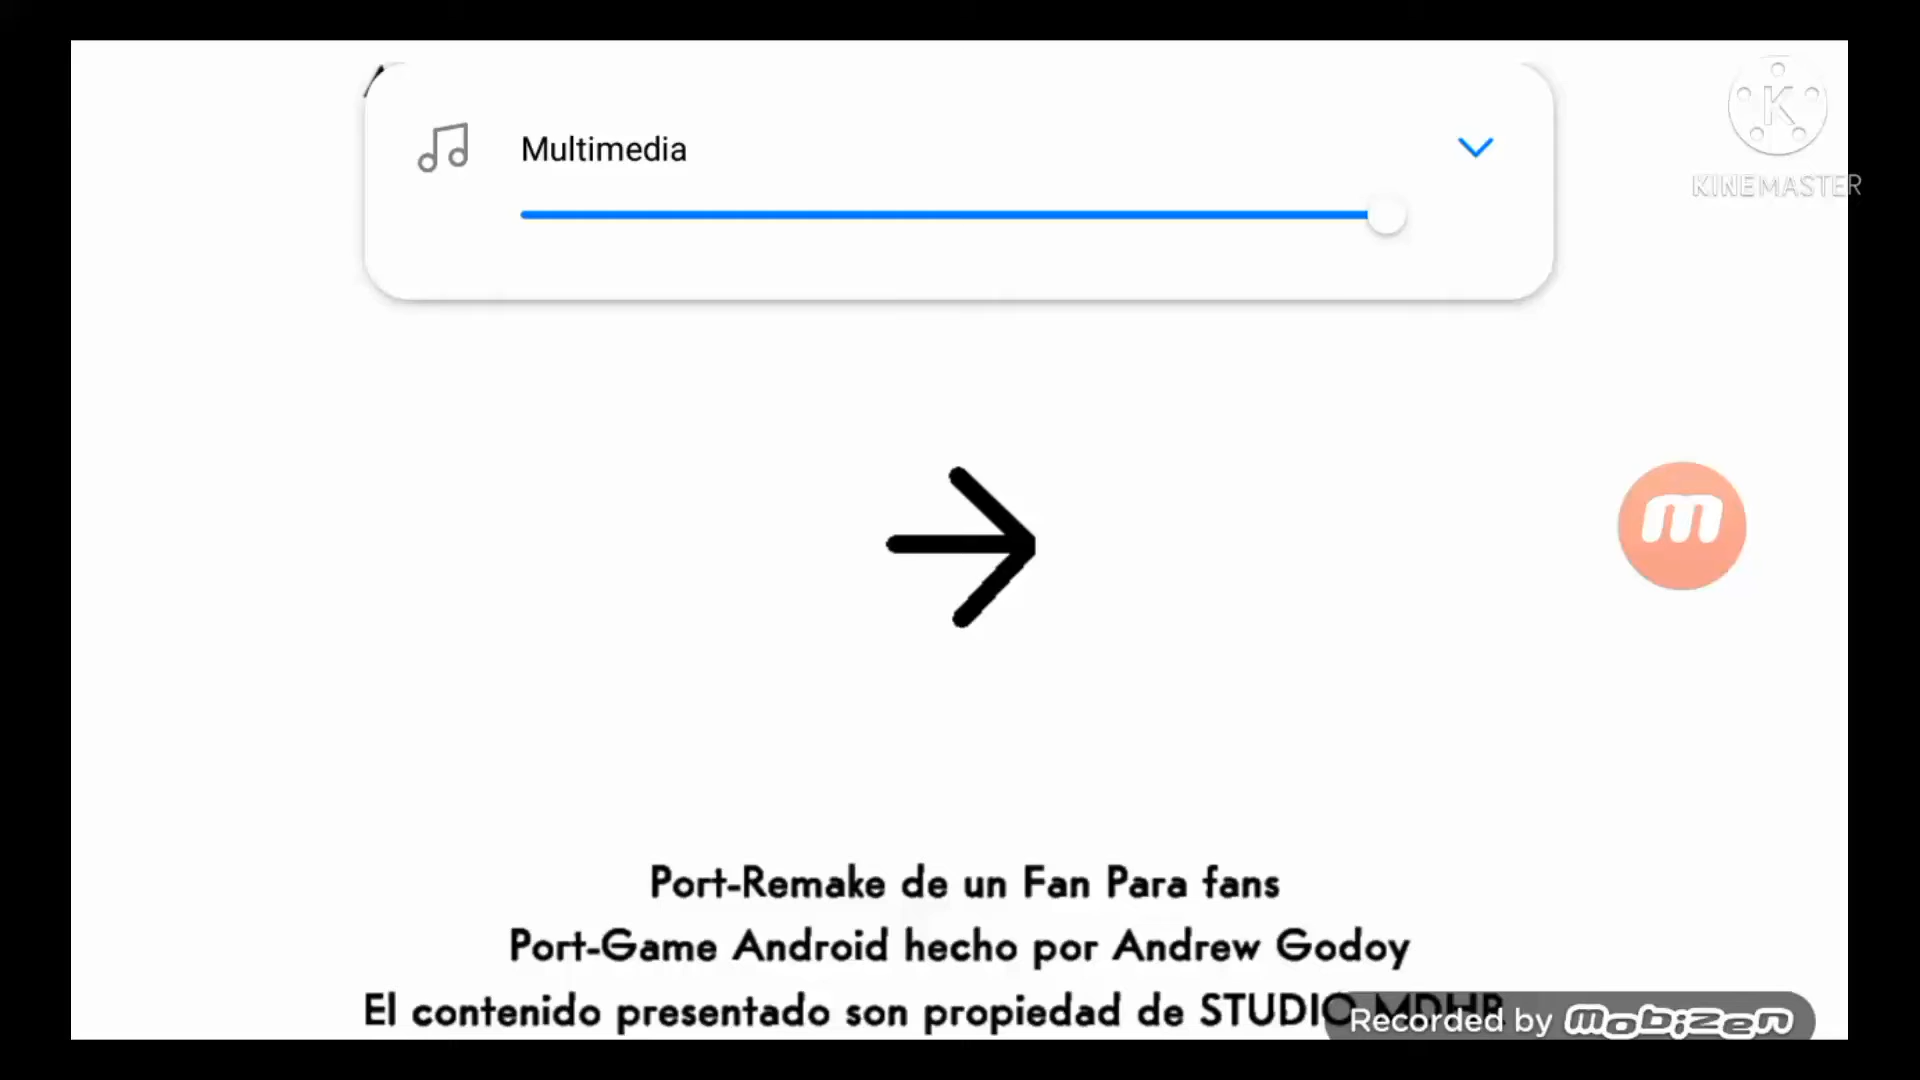 Multimedia
K
KINEMASTER
m
Port-Remake de un Fan Para fans
Port-Game Android hecho por Andrew Godoy
El contenido presentado son propiedad de STUDIO MDHR
Recorded by mobizen